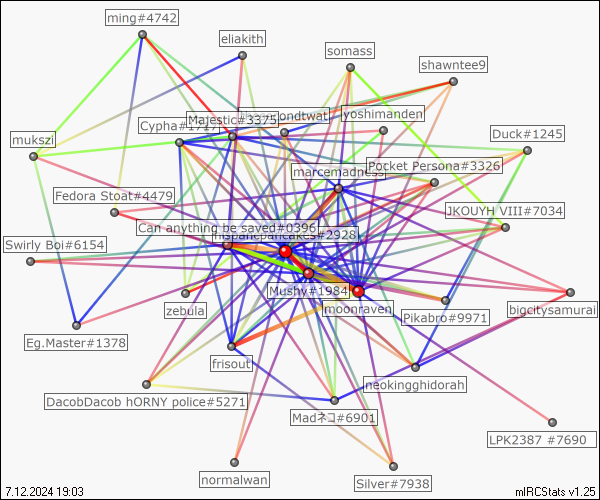 ming#4742
eliakith
somass
shawntee9
yoshimanden
Cypha#1717
Majestic#3375
ondtwat
Duck#1245
mukszi
marcemadness
Pocket Persona#3326
Fedora Stoat#4479
JKOUYH VIII#7034
Can anything be saved#0396
#2928
Swirly Boi#6154
Mushy#1984
moonraven
zebula
Pikabro#9971
bigcitysamurai
Eg.Master#1378
frisout
neokingghidorah
DacobDacob hORNY police#5271
Madネコ#6901
LPK2387 #7690
normalwan
Silver#7938
7.12.2024 19:03
mIRCStats v1.25